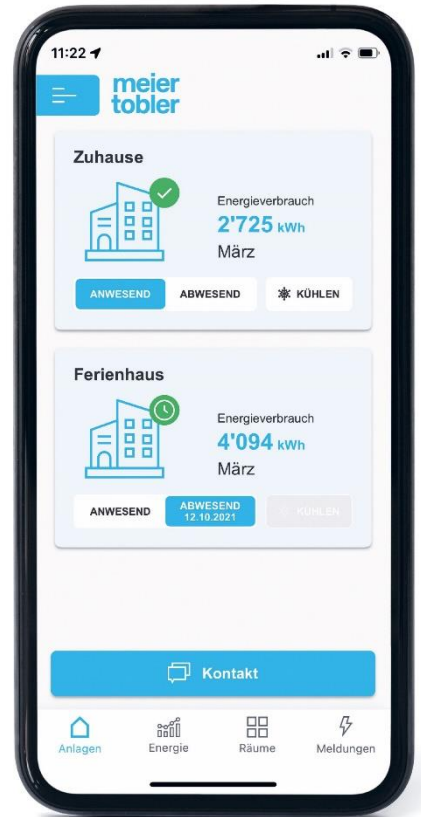 11:22
meier
tobler
Zuhause
Energieverbrauch
2'725 kWh
März
ANWESEND ABWESEND KÜHLEN
Ferienhaus
Energieverbrauch
4'094 kWh
März
ANWESEND ABWESEND
12.10.2021
KÜHLEN
Kontakt
Anlagen Energie Räume Meldungen